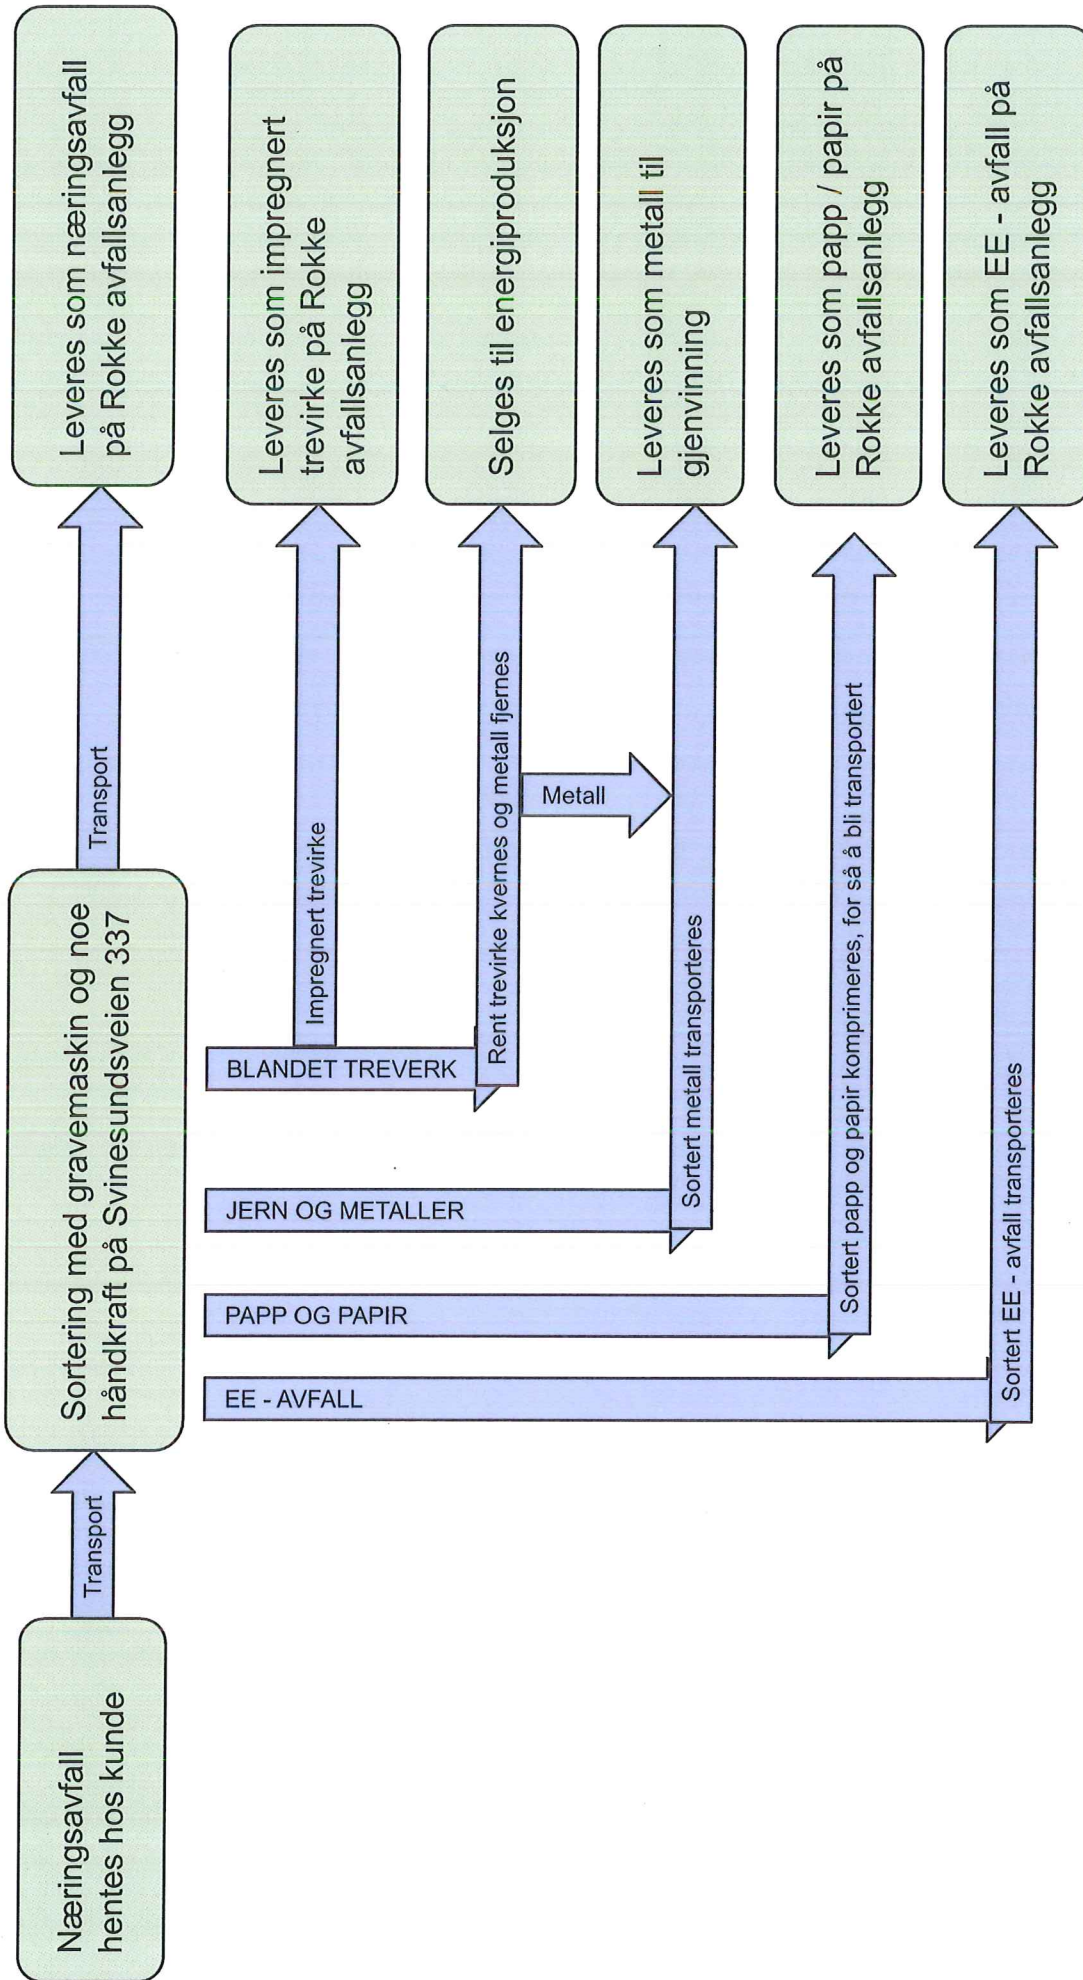 Næringsavfall
hentes hos kunde
Transport
Sortering med gravemaskin og noe
håndkraft på Svinesundsveien 337
Transport
Leveres som næringsavfall
på Rokke avfallsanlegg
BLANDET TREVERK
Impregnert trevirke
Leveres som impregnert
trevirke på Rokke
avfallsanlegg
Rent trevirke kvernes og metall fjernes
Selges til energiproduksjon
Metall
JERN OG METALLER
Sortert metall transporteres
Leveres som metall til
gjenvinning
PAPP OG PAPIR
Sortert papp og papir komprimeres, for så å bli transportert
Leveres som papp / papir på
Rokke avfallsanlegg
EE - AVFALL
Sortert EE - avfall transporteres
Leveres som EE - avfall på
Rokke avfallsanlegg